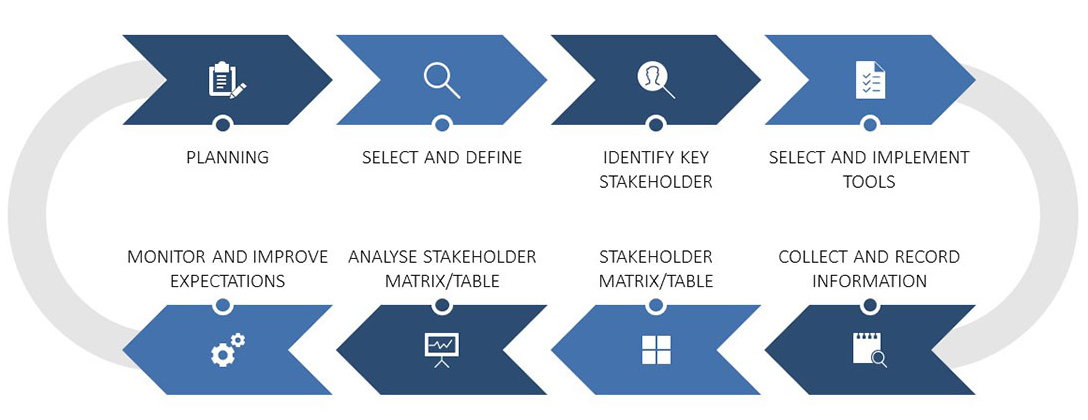 PLANNING
SELECT AND DEFINE
IDENTIFY KEY
STAKEHOLDER
SELECT AND IMPLEMENT
TOOLS
MONITOR AND IMPROVE
EXPECTATIONS
ANALYSE STAKEHOLDER
MATRIX/TABLE
STAKEHOLDER
MATRIX/TABLE
COLLECT AND RECORD
INFORMATION